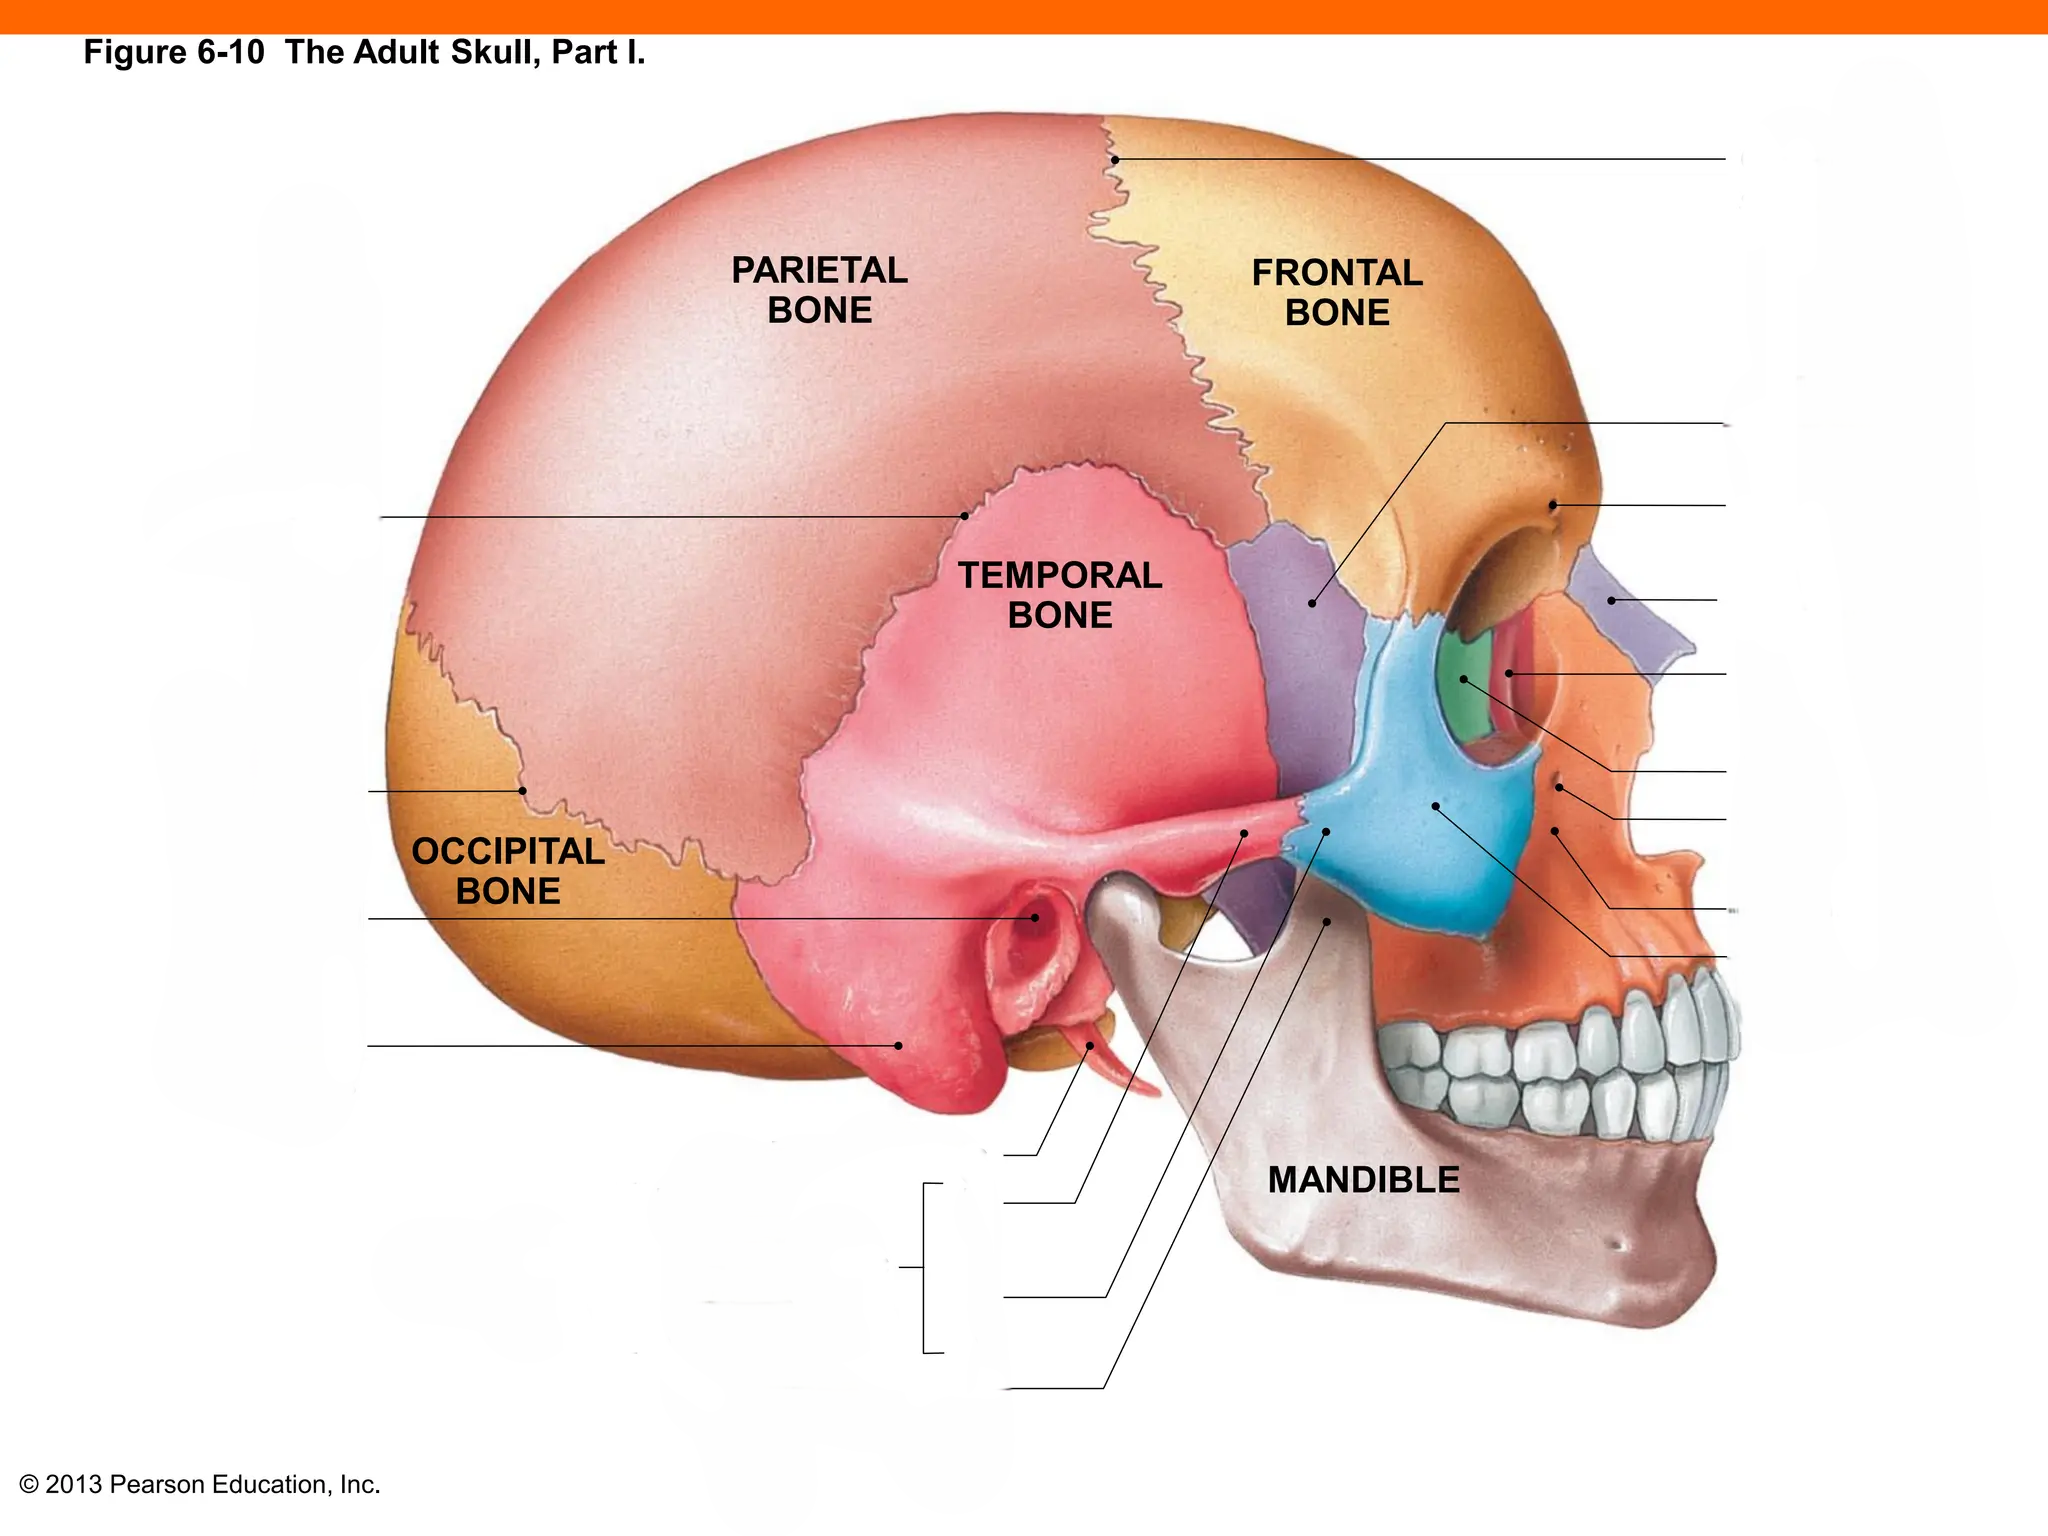 Figure 6-10 The Adult Skull, Part I.
PARIETAL
BONE
FRONTAL
BONE
TEMPORAL
BONE
OCCIPITAL
BONE
MANDIBLE
© 2013 Pearson Education, Inc.